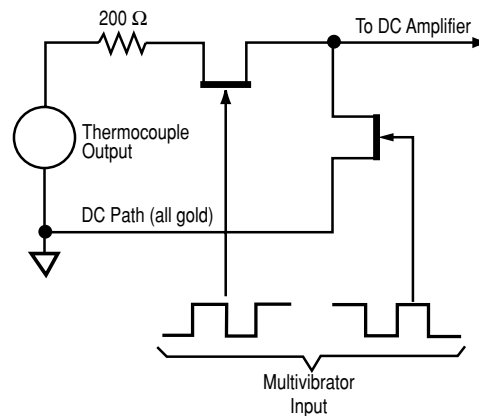 200 Ω
To DC Amplifier
Thermocouple
Output
DC Path (all gold)
Multivibrator
Input